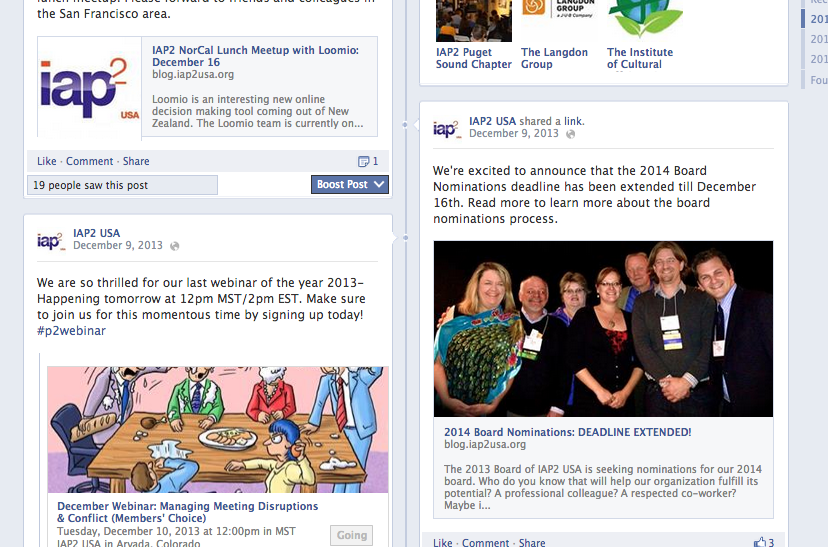 lunch meetup! Please forward to friends and colleagues in
the San Francisco area.
iap2
USA
IAP2 NorCal Lunch Meetup with Loomio:
December 16
blog.iap2usa.org
Loomio is an interesting new online
decision making tool coming out of New
Zealand. The Loomio team is currently on...
Like · Comment · Share
1
19 people saw this post
Boost Post
iap2
IAP2 USA
December 9, 2013
We are so thrilled for our last webinar of the year 2013-
Happening tomorrow at 12pm MST/2pm EST. Make sure
to join us for this momentous time by signing up today!
#p2webinar
December Webinar: Managing Meeting Disruptions
& Conflict (Members' Choice)
Tuesday, December 10, 2013 at 12:00pm in MST
IAP2 USA in Arvada, Colorado
Going
LANGDON
GROUP
a J-U-B Company
IAP2 Puget
Sound Chapter
The Langdon
Group
The Institute
of Cultural
iap2
IAP2 USA shared a link.
December 9, 2013
We're excited to announce that the 2014 Board
Nominations deadline has been extended till December
16th. Read more to learn more about the board
nominations process.
2014 Board Nominations: DEADLINE EXTENDED!
blog.iap2usa.org
The 2013 Board of IAP2 USA is seeking nominations for our 2014
board. Who do you know that will help our organization fulfill its
potential? A professional colleague? A respected co-worker?
Maybe i...
Like · Comment · Share
3